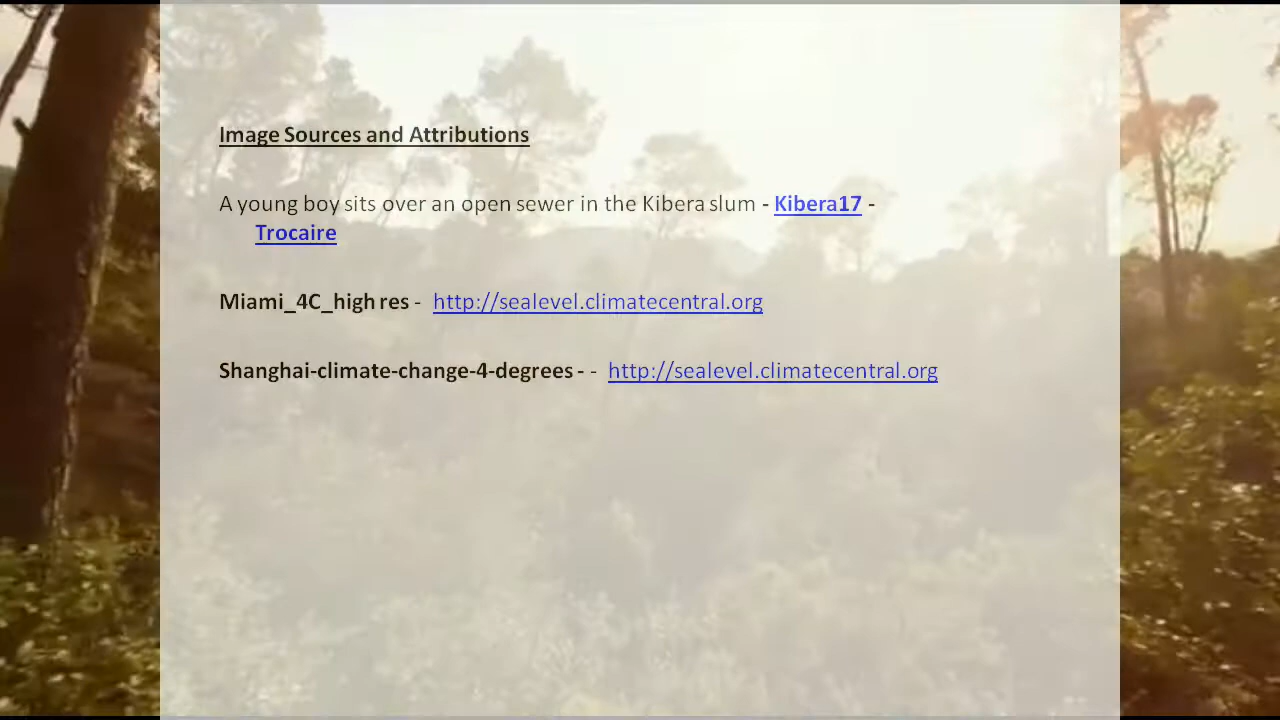 Image Sources and Attributions
A young boy sits over an open sewer in the Kibera slum - Kibera17 -
Trocaire
Miami_4C_high res - http://sealevel.climatecentral.org
Shanghai-climate-change-4-degrees - - http://sealevel.climatecentral.org